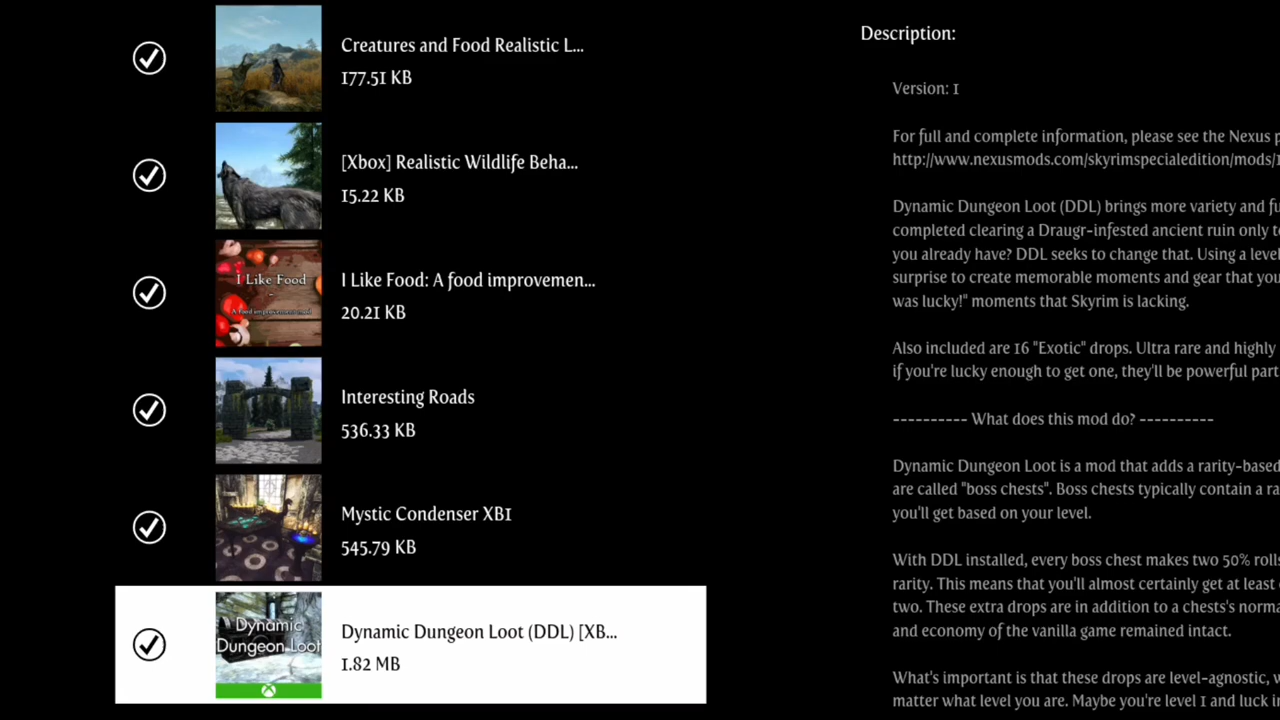 Creatures and Food Realistic L...
177.51 KB
[Xbox] Realistic Wildlife Beha...
15.22 KB
I Like Food
A food improvement mod
I Like Food: A food improvemen...
20.21 KB
Interesting Roads
536.33 KB
Mystic Condenser XB1
545.79 KB
Dynamic
Dungeon Loot
Dynamic Dungeon Loot (DDL) [XB...
1.82 MB
Description:
Version: 1
For full and complete information, please see the Nexus p
http://www.nexusmods.com/skyrimspecialedition/mods/1
Dynamic Dungeon Loot (DDL) brings more variety and fu
completed clearing a Draugr-infested ancient ruin only to
you already have? DDL seeks to change that. Using a level
surprise to create memorable moments and gear that you
was lucky!" moments that Skyrim is lacking.
Also included are 16 "Exotic" drops. Ultra rare and highly
if you're lucky enough to get one, they'll be powerful part
---------- What does this mod do? ----------
Dynamic Dungeon Loot is a mod that adds a rarity-based
are called "boss chests". Boss chests typically contain a ra
you'll get based on your level.
With DDL installed, every boss chest makes two 50% rolls
rarity. This means that you'll almost certainly get at least
two. These extra drops are in addition to a chests's norma
and economy of the vanilla game remained intact.
What's important is that these drops are level-agnostic, w
matter what level you are. Maybe you're level 1 and luck in